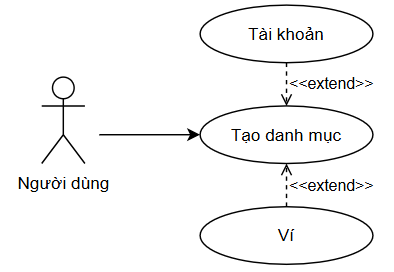 Tài khoản
<<extend>>
Tạo danh mục
Người dùng
<<extend>>
Ví